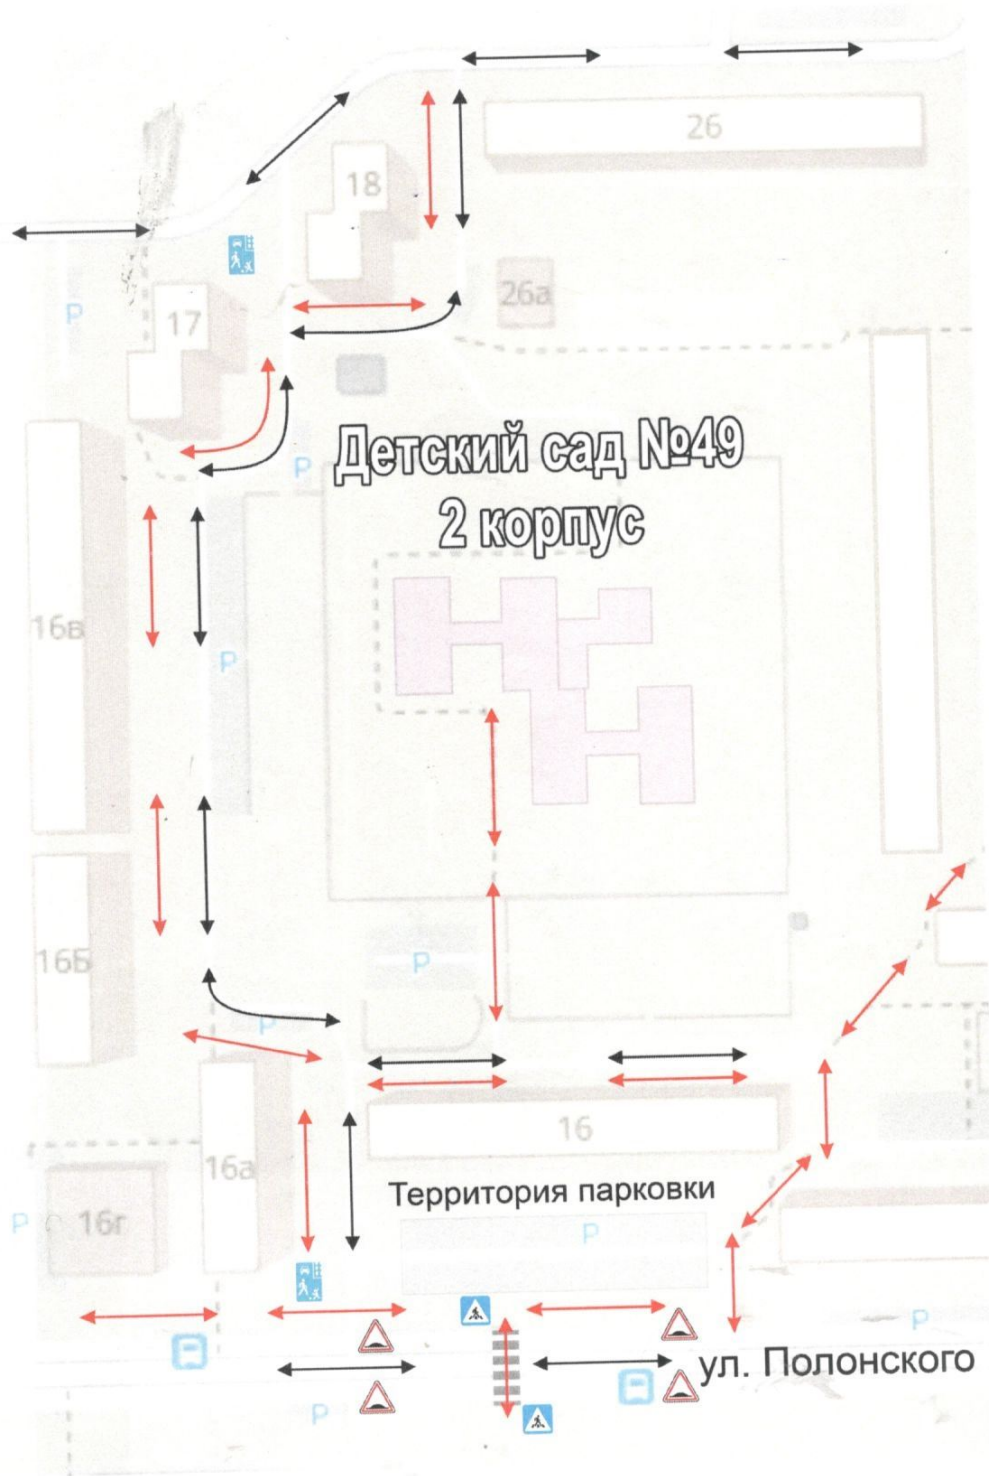 26
18
26а
P
17
Детский сад №49
P
2 корпус
16в
P
16Б
P
P
16
16а
Территория парковки
P
16г
P
P
ул. Полонского
P